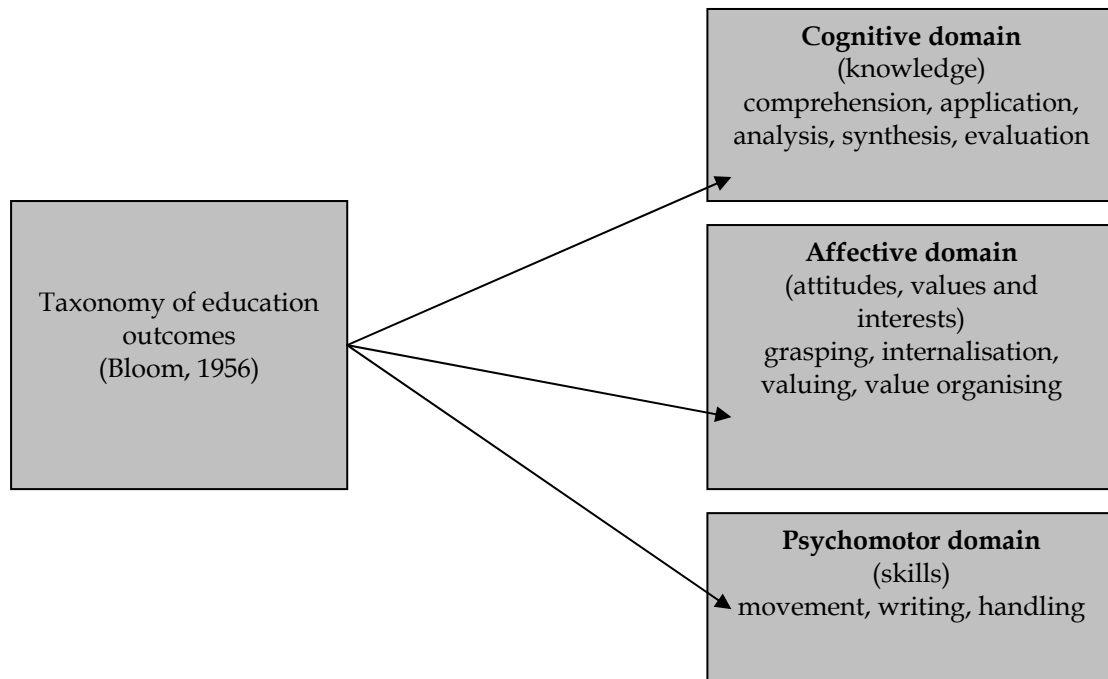 Taxonomy of education
outcomes
(Bloom, 1956)
Cognitive domain
(knowledge)
comprehension, application,
analysis, synthesis, evaluation
Affective domain
(attitudes, values and
interests)
grasping, internalisation,
valuing, value organising
Psychomotor domain
(skills)
movement, writing, handling